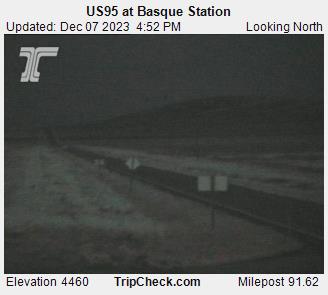 US95 at Basque Station
Updated: Dec 07 2023 4:52 PM Looking North
Elevation 4460 TripCheck.com Milepost 91.62